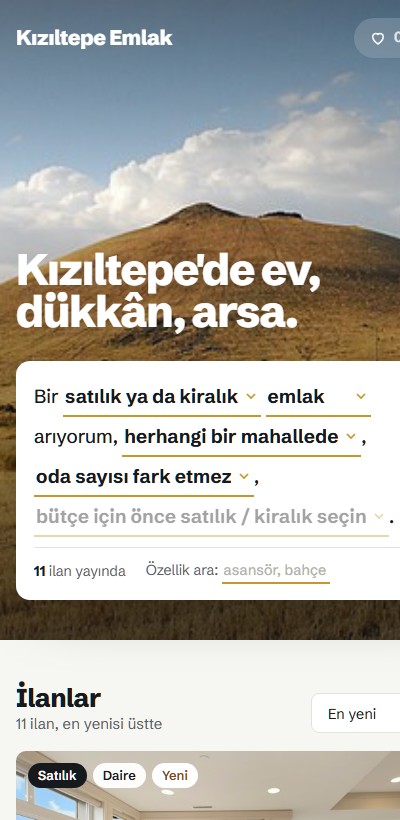 Kızıltepe Emlak
Kızıltepe'de ev,
dükkân, arsa.
Bir satılık ya da kiralık emlak
arıyorum, herhangi bir mahallede ,
oda sayısı fark etmez ,
bütçe için önce satılık / kiralık seçin .
11 ilan yayında Özellik ara: asansör, bahçe
İlanlar
11 ilan, en yenisi üstte
En yeni
Satılık Daire Yeni